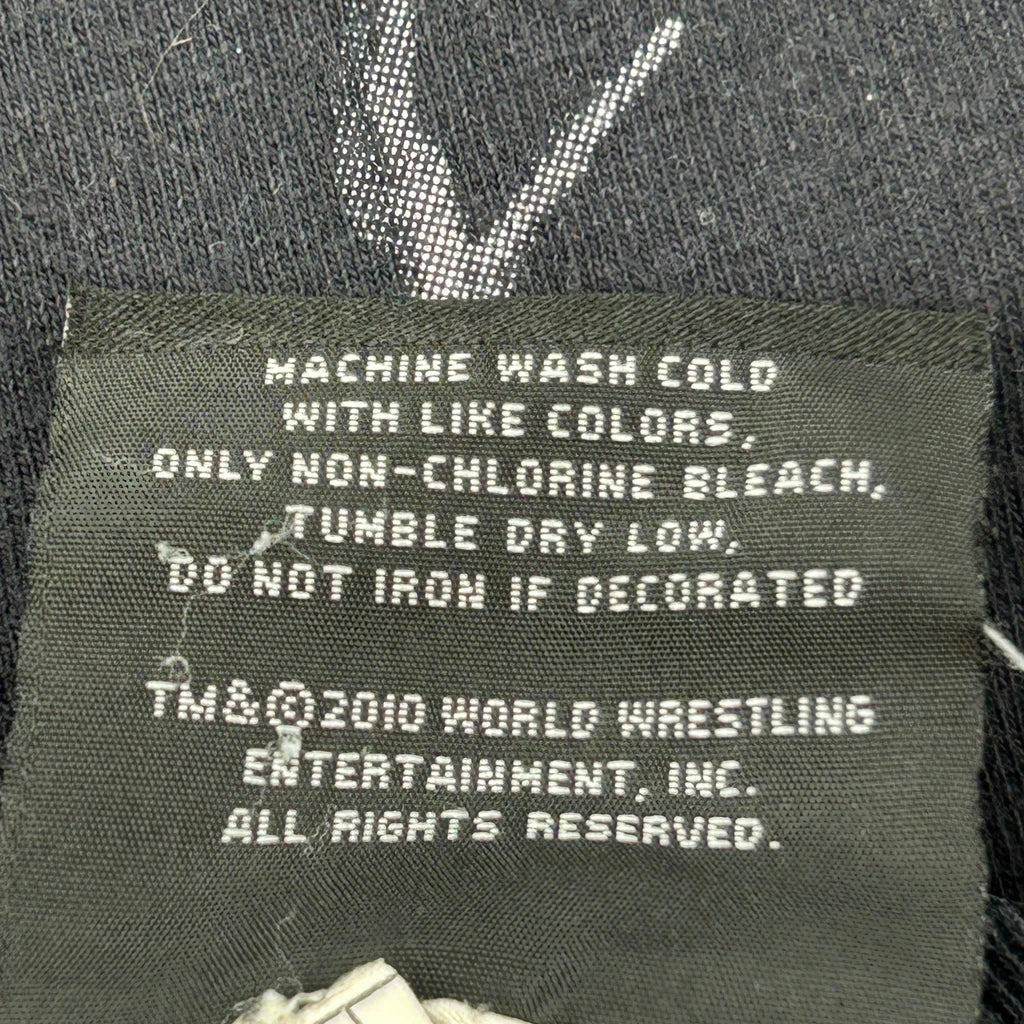 MACHINE WASH COLD
WITH LIKE COLORS,
ONLY NON-CHLORINE BLEACH,
TUMBLE DRY LOW,
DO NOT IRON IF DECORATED
TM&©2010 WORLD WRESTLING
ENTERTAINMENT, INC.
ALL RIGHTS RESERVED.